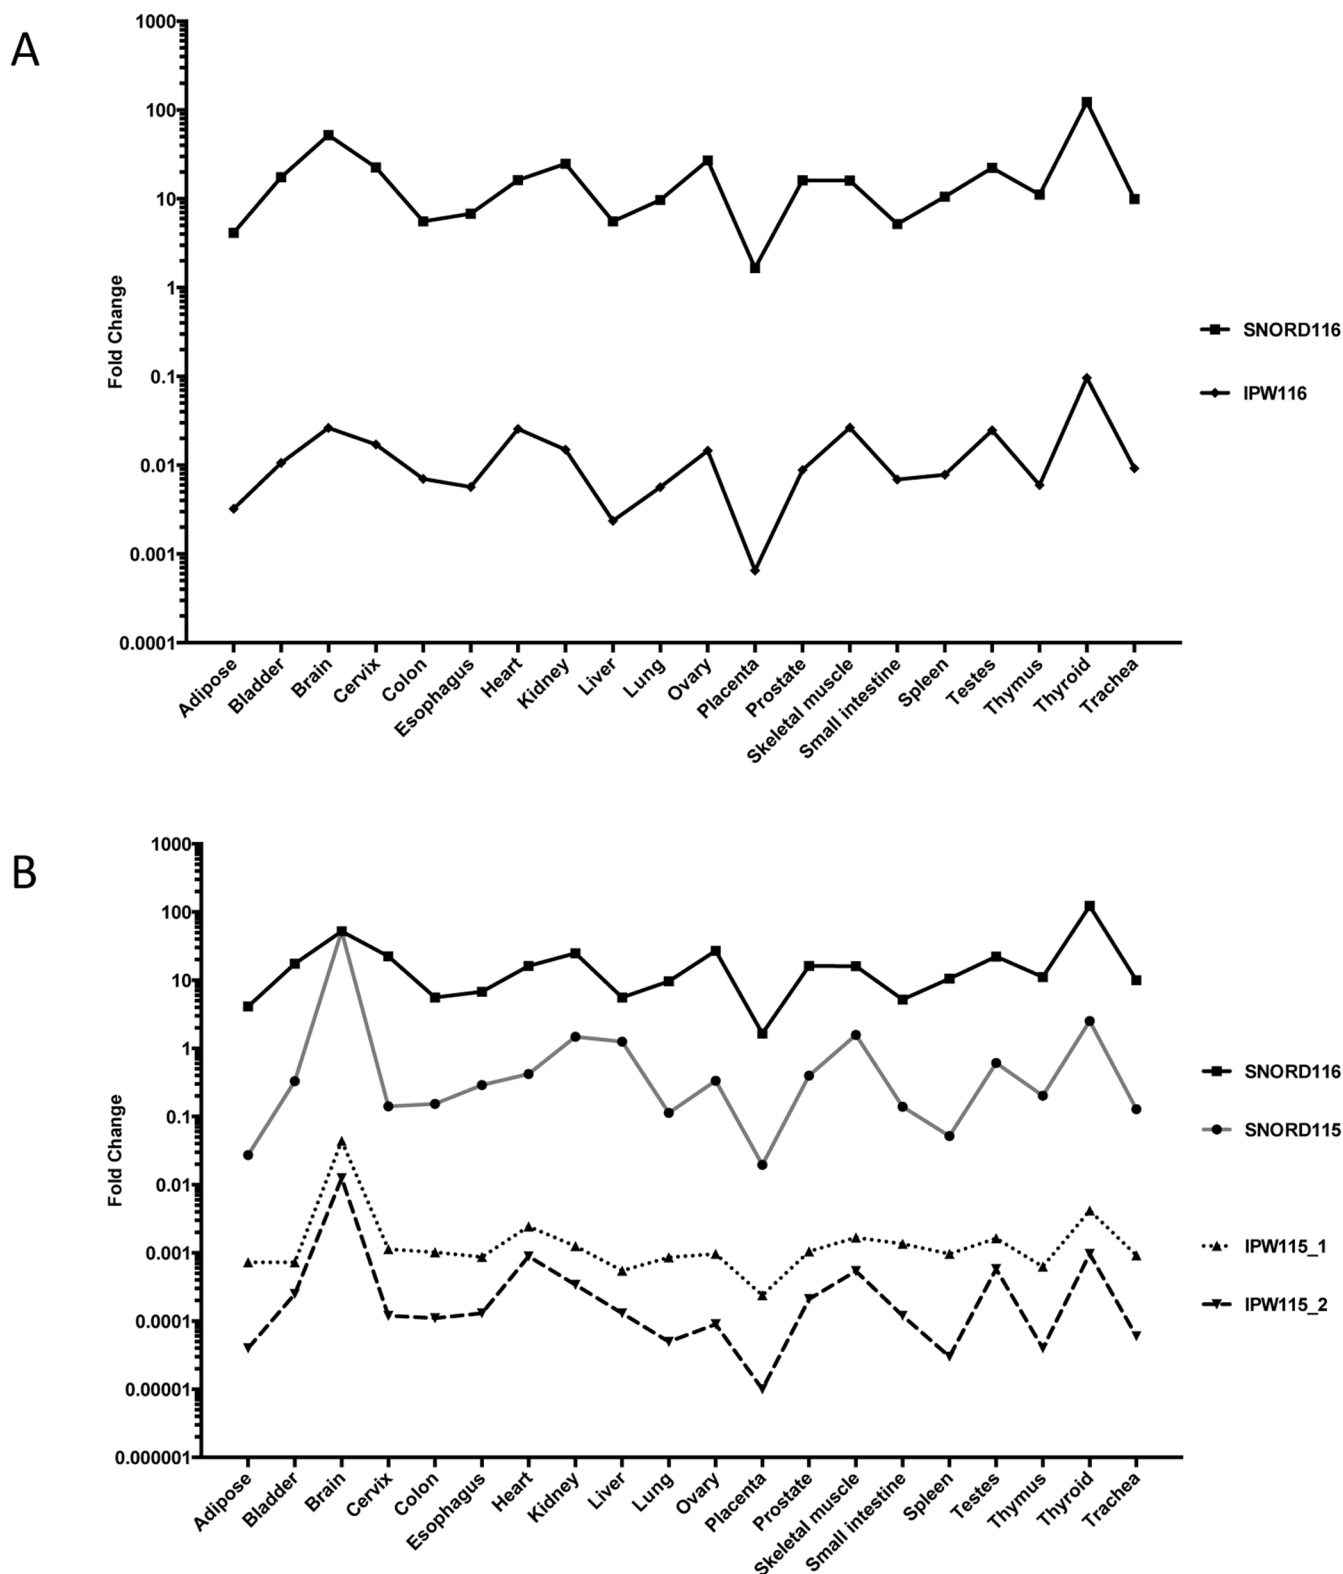 A
1000
100
10
1
0.1
0.01
0.001
0.0001
Fold Change
Adipose
Bladder
Brain
Cervix
Colon
Esophagus
Heart
Kidney
Liver
Lung
Ovary
Placenta
Prostate
Skeletal muscle
Small intestine
Spleen
Testes
Thymus
Thyroid
Trachea
SNORD116
IPW116
B
1000
100
10
1
0.1
0.01
0.001
0.0001
0.00001
0.000001
Fold Change
Adipose
Bladder
Brain
Cervix
Colon
Esophagus
Heart
Kidney
Liver
Lung
Ovary
Placenta
Prostate
Skeletal muscle
Small intestine
Spleen
Testes
Thymus
Thyroid
Trachea
SNORD116
SNORD115
IPW115_1
IPW115_2